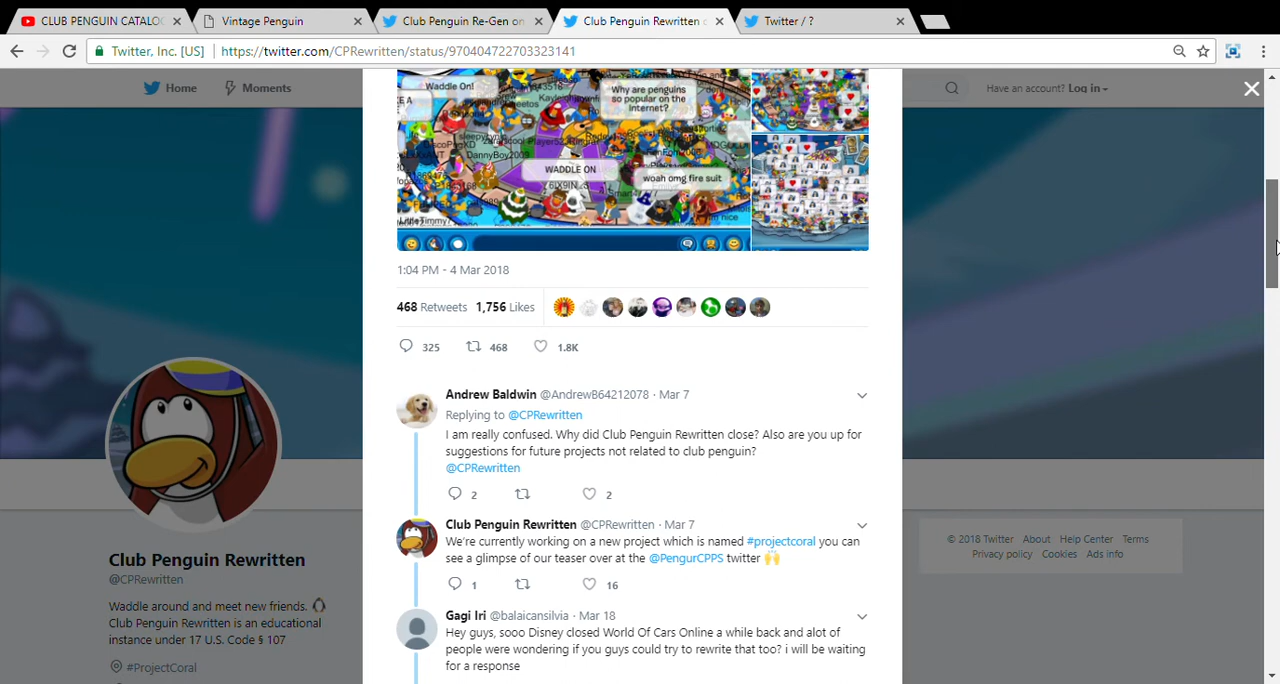 CLUB PENGUIN CATALOG
Vintage Penguin
Club Penguin Re-Gen on
Club Penguin Rewritten
Twitter / ?
Twitter, Inc. [US]
https://twitter.com/CPRewritten/status/970404722703323141
Home
Moments
Have an account? Log in
Waddle On!
Why are penguins
so popular on the
Internet?
DannyBoy2009
WADDLE ON
woah omg fire suit
LittleTimmy?
1:04 PM - 4 Mar 2018
468 Retweets 1,756 Likes
325 468 1.8K
Andrew Baldwin @AndrewB64212078 · Mar 7
Replying to @CPRewritten
I am really confused. Why did Club Penguin Rewritten close? Also are you up for
suggestions for future projects not related to club penguin?
@CPRewritten
2 2
Club Penguin Rewritten @CPRewritten · Mar 7
We're currently working on a new project which is named #projectcoral you can
see a glimpse of our teaser over at the @PengurCPPS twitter 🙌
1 16
Gagi Iri @balaicansilvia · Mar 18
Hey guys, sooo Disney closed World Of Cars Online a while back and alot of
people were wondering if you guys could try to rewrite that too? i will be waiting
for a response
Club Penguin Rewritten
@CPRewritten
Waddle around and meet new friends. 🐧
Club Penguin Rewritten is an educational
instance under 17 U.S. Code § 107
#ProjectCoral
© 2018 Twitter About Help Center Terms
Privacy policy Cookies Ads info